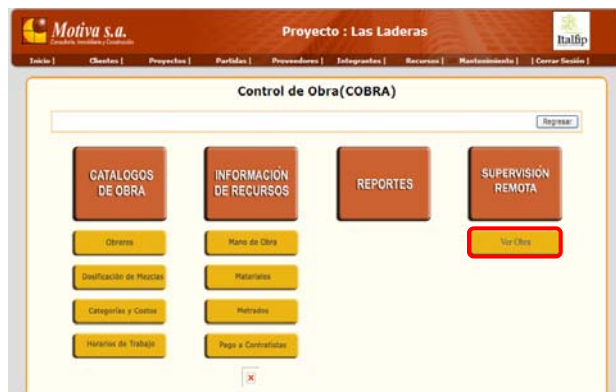 Motiva s.a.
Consultoría, Inmobiliaria y Construcción
Proyecto : Las Laderas
Italfip
Inicio | Clientes | Proyectos | Partidas | Proveedores | Integrantes | Recursos | Mantenimiento | | Cerrar Sesión |
Control de Obra(COBRA)
Regresar
CATALOGOS DE OBRA
INFORMACIÓN DE RECURSOS
REPORTES
SUPERVISIÓN REMOTA
Obreros
Mano de Obra
Ver Obra
Dosificación de Mezclas
Materiales
Categorías y Costos
Metrados
Horarios de Trabajo
Pago a Contratistas